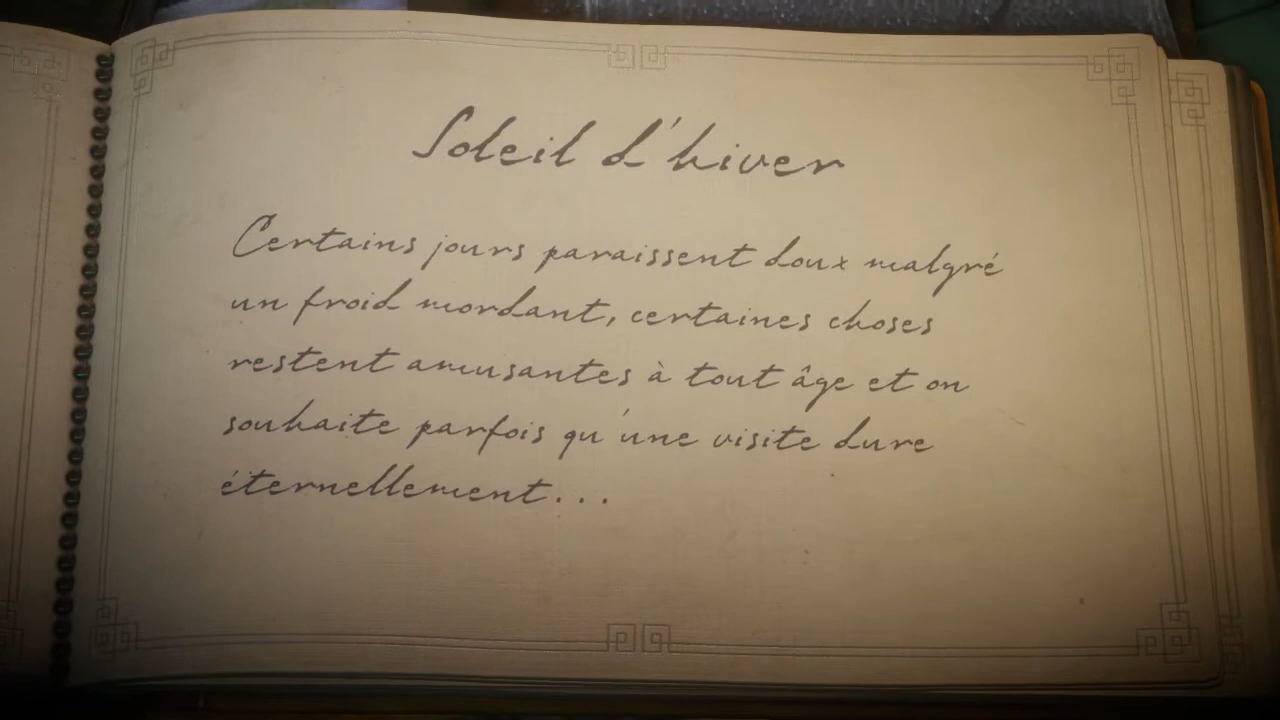 Soleil d'hiver
Certains jours paraissent doux malgré
un froid mordant, certaines choses
restent amusantes à tout âge et on
souhaite parfois qu'une visite dure
éternellement...